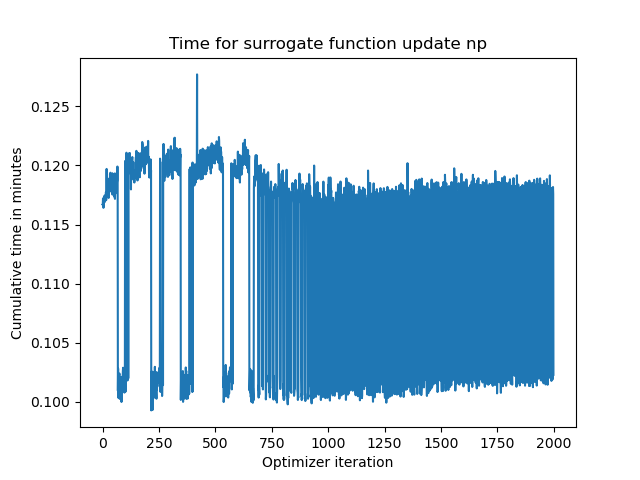 Time for surrogate function update np
Cumulative time in minutes
0.125
0.120
0.115
0.110
0.105
0.100
0 250 500 750 1000 1250 1500 1750 2000
Optimizer iteration